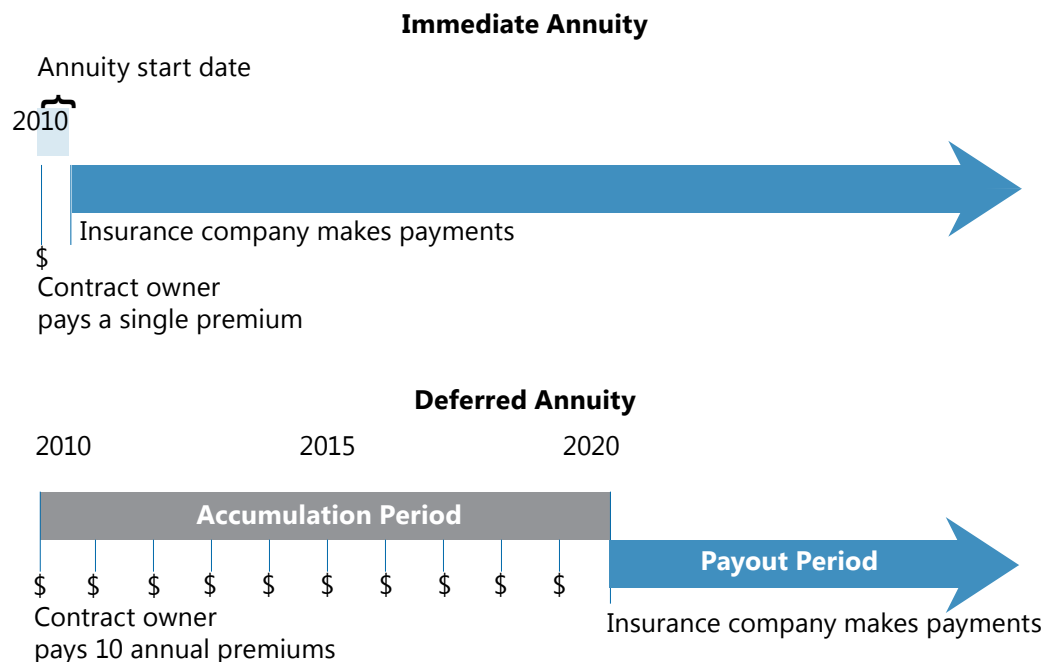 Immediate Annuity
Annuity start date
2010
Insurance company makes payments
$
Contract owner
pays a single premium
Deferred Annuity
2010 2015 2020
Accumulation Period
Payout Period
$ $ $ $ $ $ $ $ $ $
Contract owner
pays 10 annual premiums
Insurance company makes payments